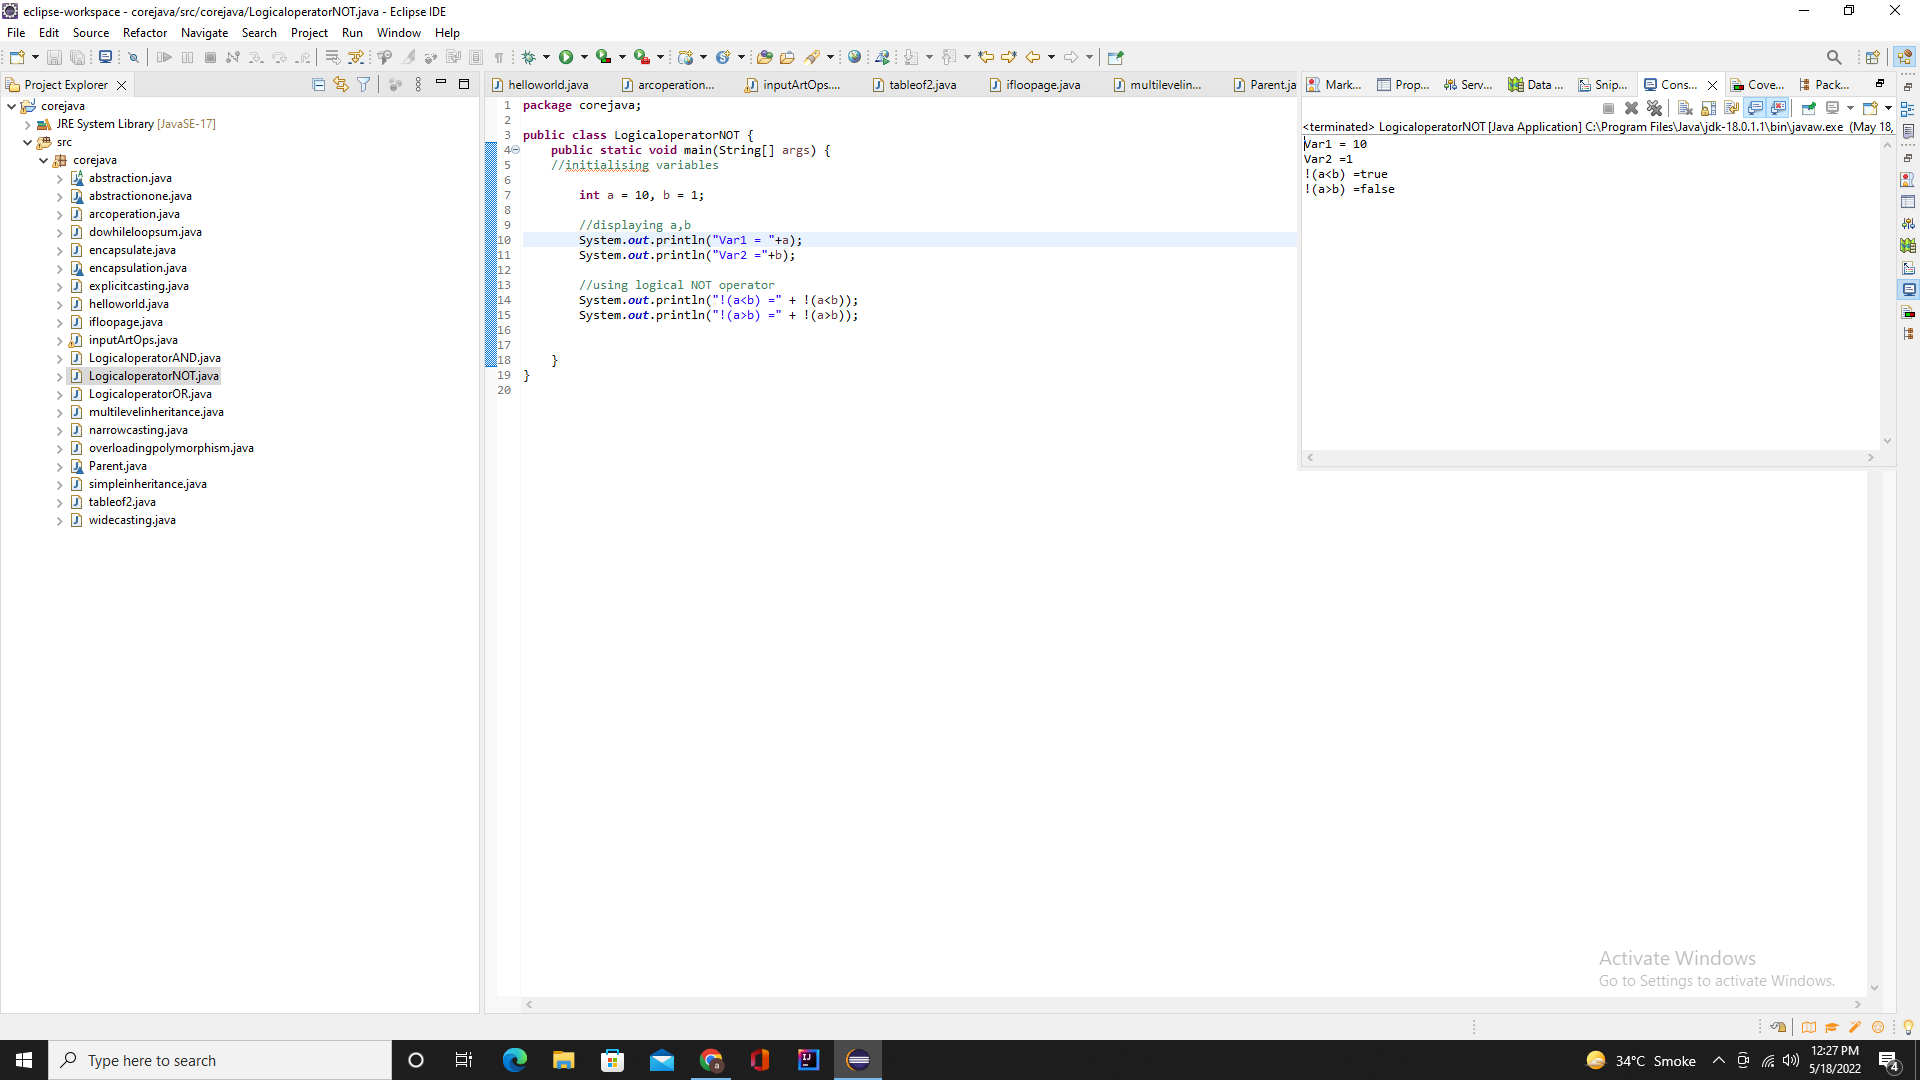 eclipse-workspace - corejava/src/corejava/LogicaloperatorNOT.java - Eclipse IDE
File Edit Source Refactor Navigate Search Project Run Window Help
Project Explorer
corejava
JRE System Library [JavaSE-17]
src
corejava
abstraction.java
abstractionone.java
arcoperation.java
dowhileloopsum.java
encapsulate.java
encapsulation.java
explicitcasting.java
helloworld.java
ifloopage.java
inputArtOps.java
LogicaloperatorAND.java
LogicaloperatorNOT.java
LogicaloperatorOR.java
multilevelinheritance.java
narrowcasting.java
overloadingpolymorphism.java
Parent.java
simpleinheritance.java
tableof2.java
widecasting.java
helloworld.java arcoperation... inputArtOps.... tableof2.java ifloopage.java multilevelin... Parent.ja
1 package corejava;
2
3 public class LogicaloperatorNOT {
4 public static void main(String[] args) {
5 //initialising variables
6
7 int a = 10, b = 1;
8
9 //displaying a,b
10 System.out.println("Var1 = "+a);
11 System.out.println("Var2 ="+b);
12
13 //using logical NOT operator
14 System.out.println("!(a<b) =" + !(a<b));
15 System.out.println("!(a>b) =" + !(a>b));
16
17
18 }
19 }
20
Mark... Prop... Serv... Data ... Snip... Cons... Cove... Pack...
<terminated> LogicaloperatorNOT [Java Application] C:\Program Files\Java\jdk-18.0.1.1\bin\javaw.exe (May 18,
Var1 = 10
Var2 =1
!(a<b) =true
!(a>b) =false
Activate Windows
Go to Settings to activate Windows.
Type here to search
34°C Smoke
12:27 PM
5/18/2022
4